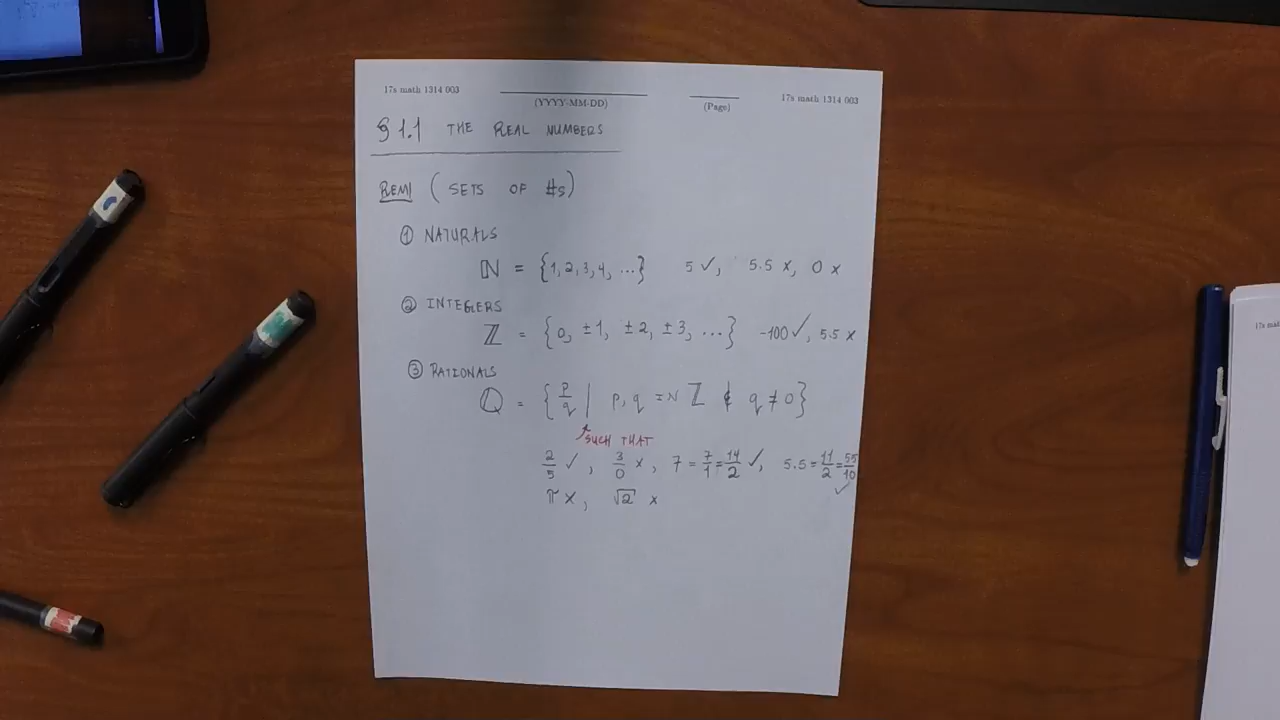 17s math 1314 003 (YYYY-MM-DD) (Page) 17s math 1314 003
§ 1.1 THE REAL NUMBERS
REM| (SETS OF #s)
① NATURALS
ℕ = {1, 2, 3, 4, ...} 5 ✓, 5.5 x, 0 x
② INTEGERS
ℤ = {0, ±1, ±2, ±3, ...} -100 ✓, 5.5 x
③ RATIONALS
ℚ = {p/q | p, q IN ℤ & q ≠ 0}
SUCH THAT
2/5 ✓, 3/0 x, 7 = 7/1 = 14/2 ✓, 5.5 = 11/2 = 55/10 ✓
π x, √2 x
17s mat